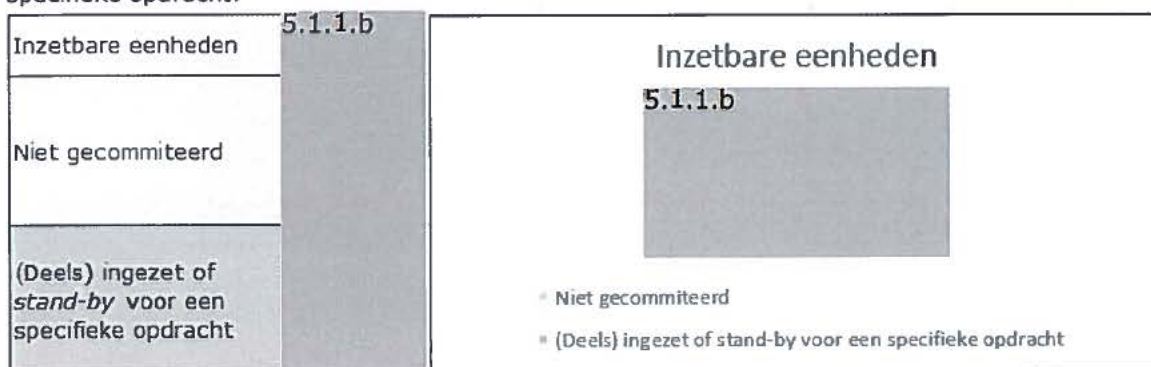 specifieke opdracht.
Inzetbare eenheden
5.1.1.b
Niet gecommiteerd
(Deels) ingezet of
stand-by voor een
specifieke opdracht
Inzetbare eenheden
5.1.1.b
Niet gecommiteerd
(Deels) ingezet of stand-by voor een specifieke opdracht